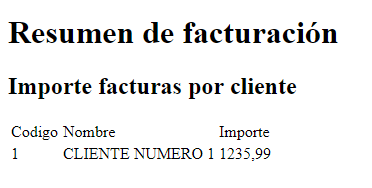 Resumen de facturación
Importe facturas por cliente
Codigo Nombre Importe
1 CLIENTE NUMERO 1 1235,99